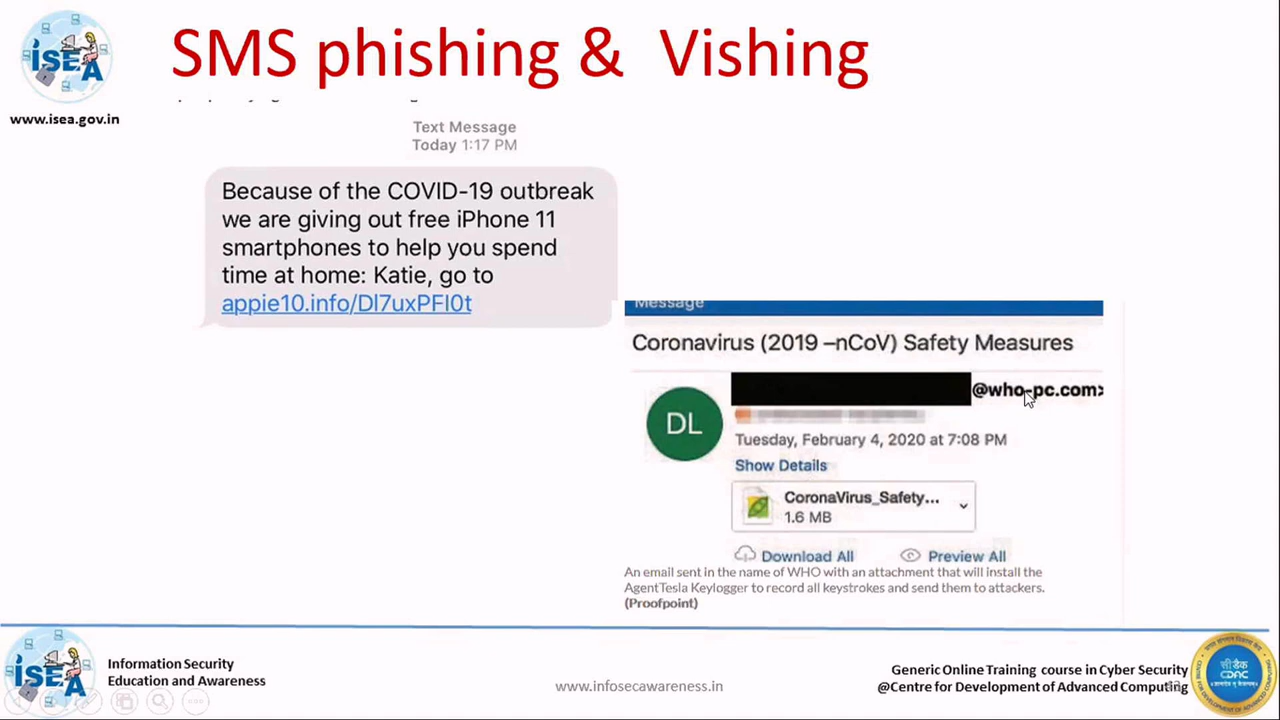 SMS phishing & Vishing
ISEA
www.isea.gov.in
Text Message
Today 1:17 PM
Because of the COVID-19 outbreak
we are giving out free iPhone 11
smartphones to help you spend
time at home: Katie, go to
appie10.info/Dl7uxPFI0t
Message
Coronavirus (2019 –nCoV) Safety Measures
@who-pc.com>
DL
Tuesday, February 4, 2020 at 7:08 PM
Show Details
CoronaVirus_Safety...
1.6 MB
Download All Preview All
An email sent in the name of WHO with an attachment that will install the
AgentTesla Keylogger to record all keystrokes and send them to attackers.
(Proofpoint)
ISEA
Information Security
Education and Awareness
www.infosecawareness.in
Generic Online Training course in Cyber Security
@Centre for Development of Advanced Computing
सी डैक
CDAC